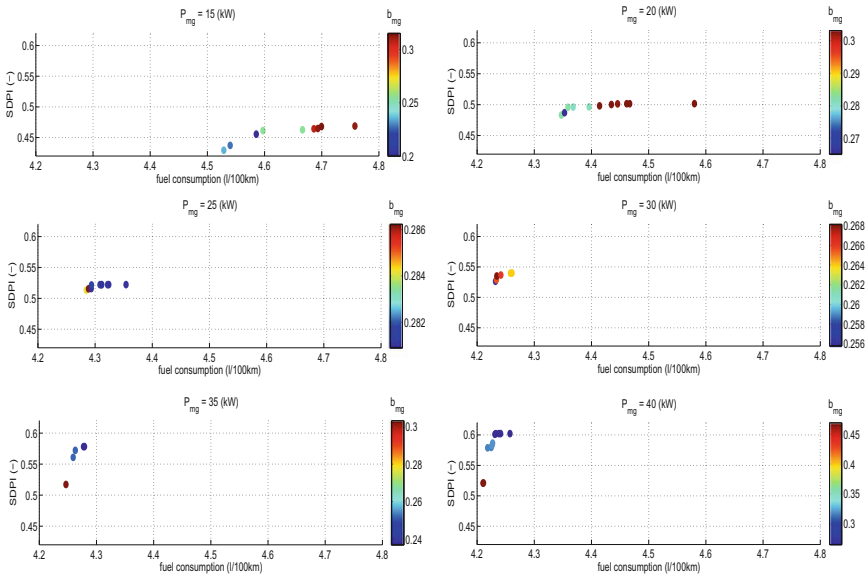 P_mg = 15 (kW)
b_mg
0.6
0.55
0.5
0.45
SDPI (−)
0.3
0.25
0.2
4.2 4.3 4.4 4.5 4.6 4.7 4.8
fuel consumption (l/100km)
P_mg = 20 (kW)
b_mg
0.6
0.55
0.5
0.45
SDPI (−)
0.3
0.29
0.28
0.27
4.2 4.3 4.4 4.5 4.6 4.7 4.8
fuel consumption (l/100km)
P_mg = 25 (kW)
b_mg
0.6
0.55
0.5
0.45
SDPI (−)
0.286
0.284
0.282
4.2 4.3 4.4 4.5 4.6 4.7 4.8
fuel consumption (l/100km)
P_mg = 30 (kW)
b_mg
0.6
0.55
0.5
0.45
SDPI (−)
0.268
0.266
0.264
0.262
0.26
0.258
0.256
4.2 4.3 4.4 4.5 4.6 4.7 4.8
fuel consumption (l/100km)
P_mg = 35 (kW)
b_mg
0.6
0.55
0.5
0.45
SDPI (−)
0.3
0.28
0.26
0.24
4.2 4.3 4.4 4.5 4.6 4.7 4.8
fuel consumption (l/100km)
P_mg = 40 (kW)
b_mg
0.6
0.55
0.5
0.45
SDPI (−)
0.45
0.4
0.35
0.3
4.2 4.3 4.4 4.5 4.6 4.7 4.8
fuel consumption (l/100km)